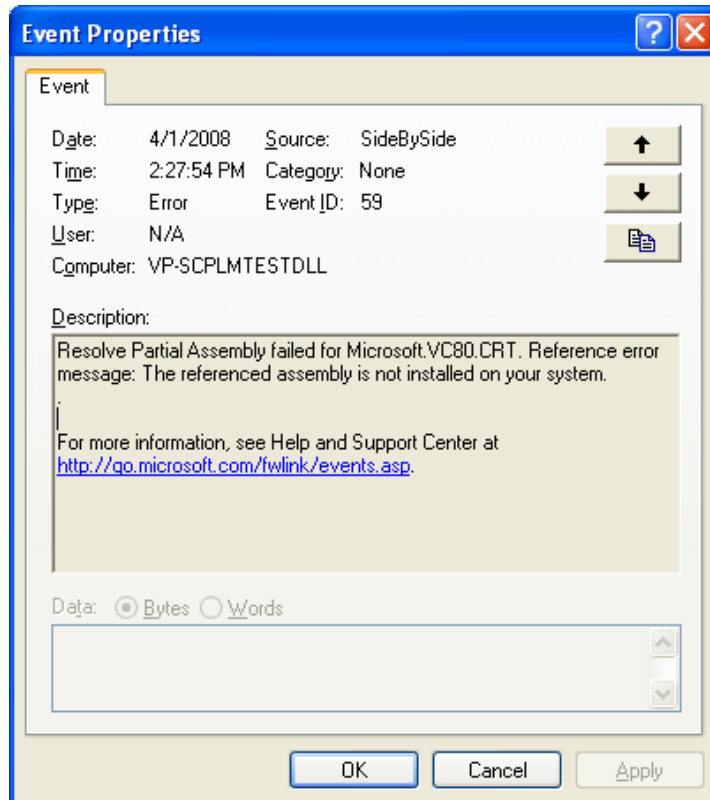 Event Properties
Event
Date: 4/1/2008 Source: SideBySide
Time: 2:27:54 PM Category: None
Type: Error Event ID: 59
User: N/A
Computer: VP-SCPLMTESTDLL
Description:
Resolve Partial Assembly failed for Microsoft.VC80.CRT. Reference error
message: The referenced assembly is not installed on your system.
.
For more information, see Help and Support Center at
http://go.microsoft.com/fwlink/events.asp.
Data: Bytes Words
OK Cancel Apply